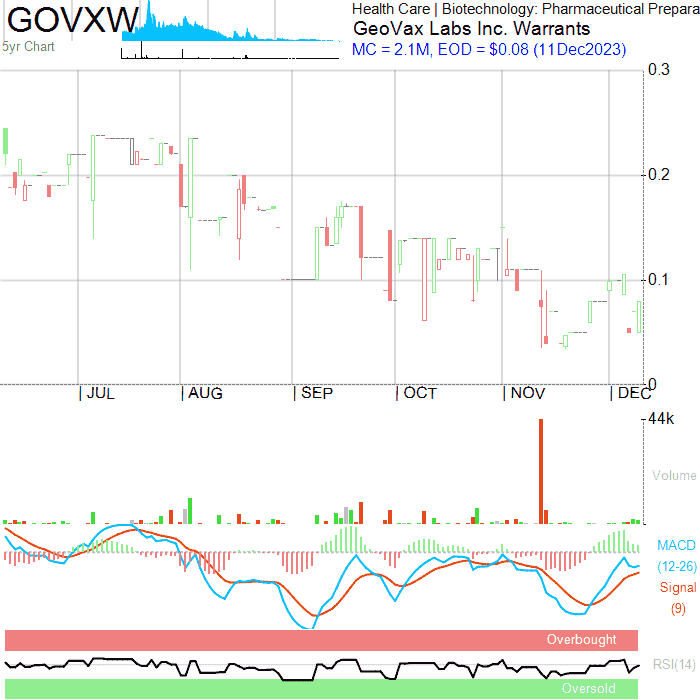 GOVXW
5yr Chart
Health Care | Biotechnology: Pharmaceutical Prepara
GeoVax Labs Inc. Warrants
MC = 2.1M, EOD = $0.08 (11Dec2023)
0.3
0.2
0.1
0
| JUL
| AUG
| SEP
| OCT
| NOV
| DEC
44k
Volume
MACD
(12-26)
Signal
(9)
Overbought
RSI(14)
Oversold